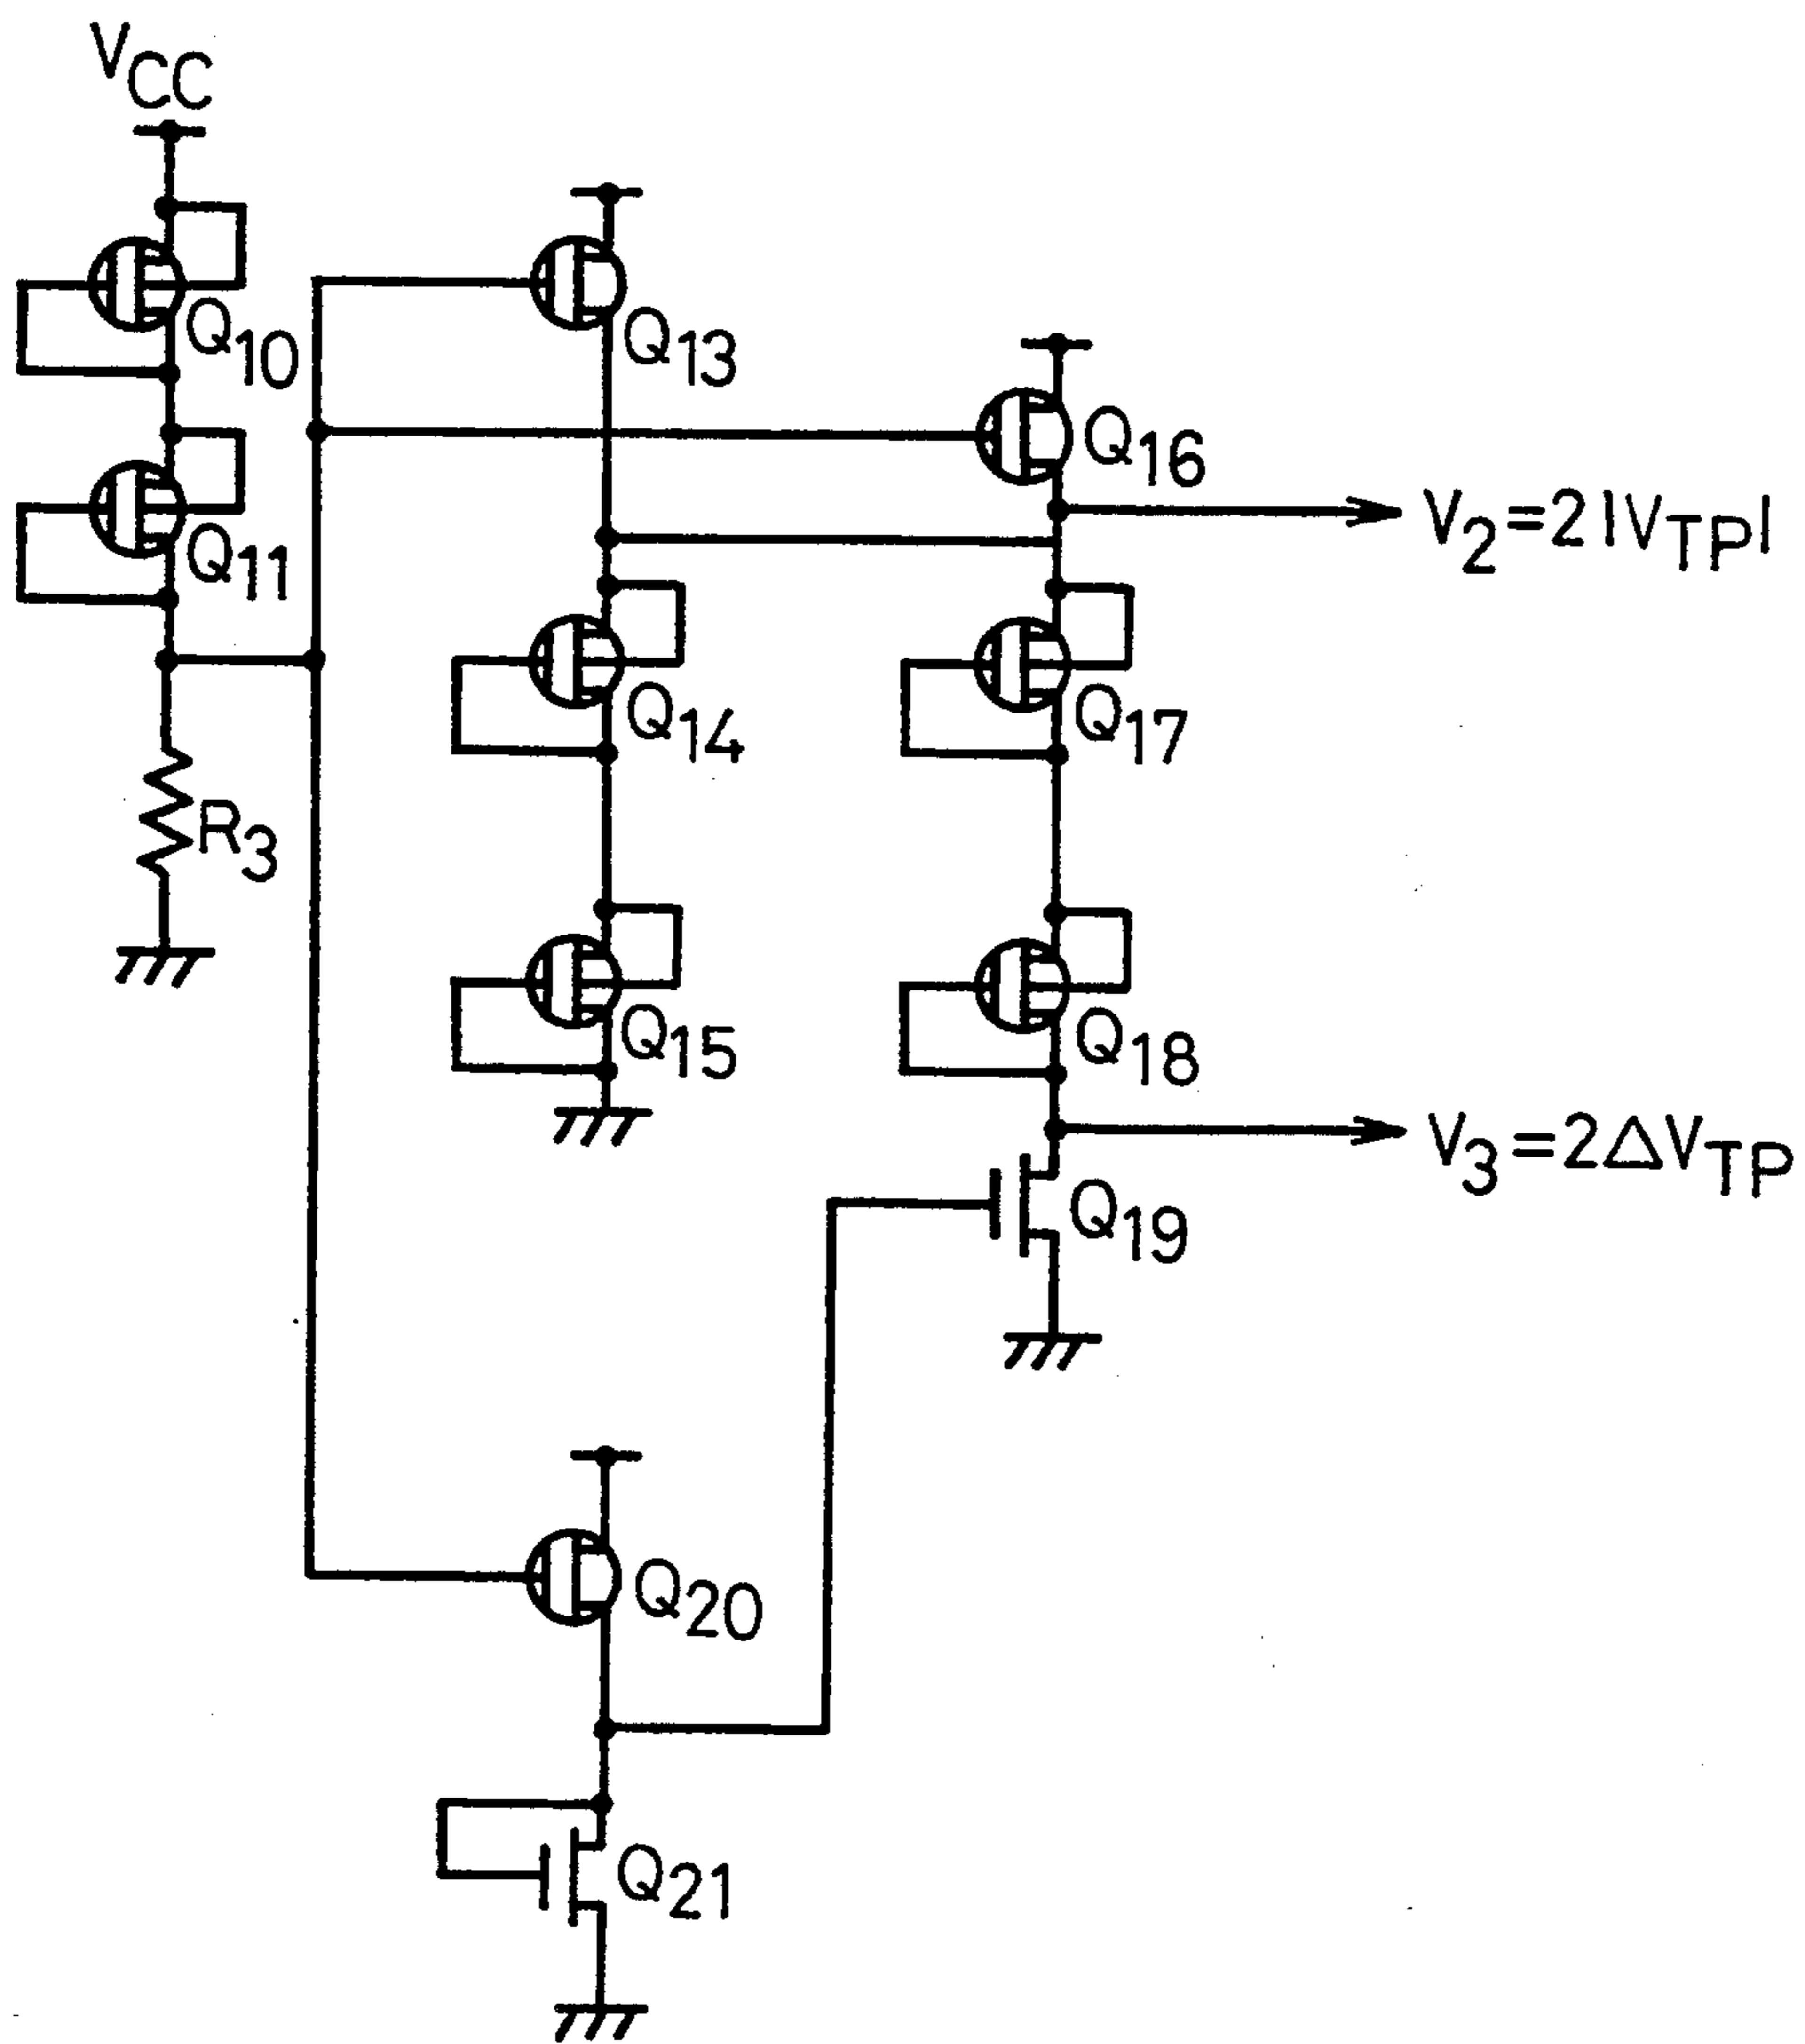 VCC
Q10
Q13
Q16
V2=2|VTP|
Q11
Q14
Q17
R3
Q15
Q18
V3=2ΔVTP
Q19
Q20
Q21